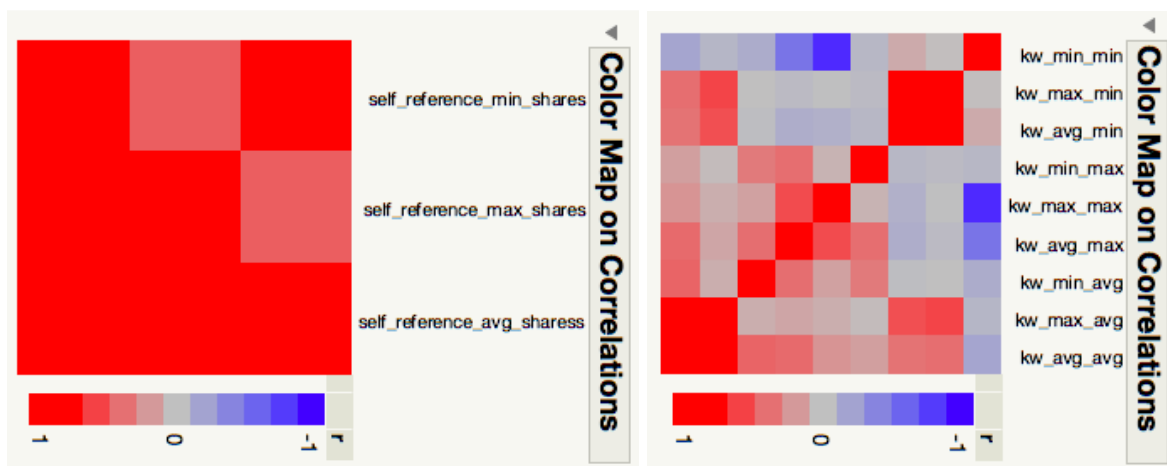 Color Map on Correlations
self_reference_min_shares
self_reference_max_shares
self_reference_avg_sharess
1
0
-1
r
Color Map on Correlations
kw_min_min
kw_max_min
kw_avg_min
kw_min_max
kw_max_max
kw_avg_max
kw_min_avg
kw_max_avg
kw_avg_avg
1
0
-1
r